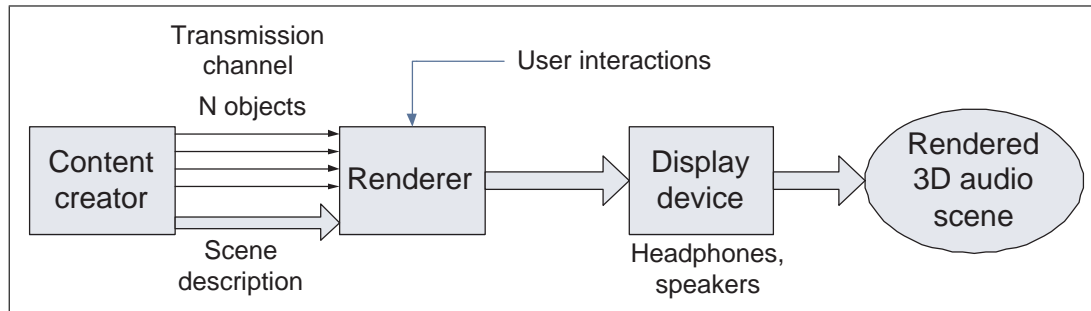 Transmission
channel
N objects
User interactions
Content
creator
Renderer
Display
device
Rendered
3D audio
scene
Scene
description
Headphones,
speakers